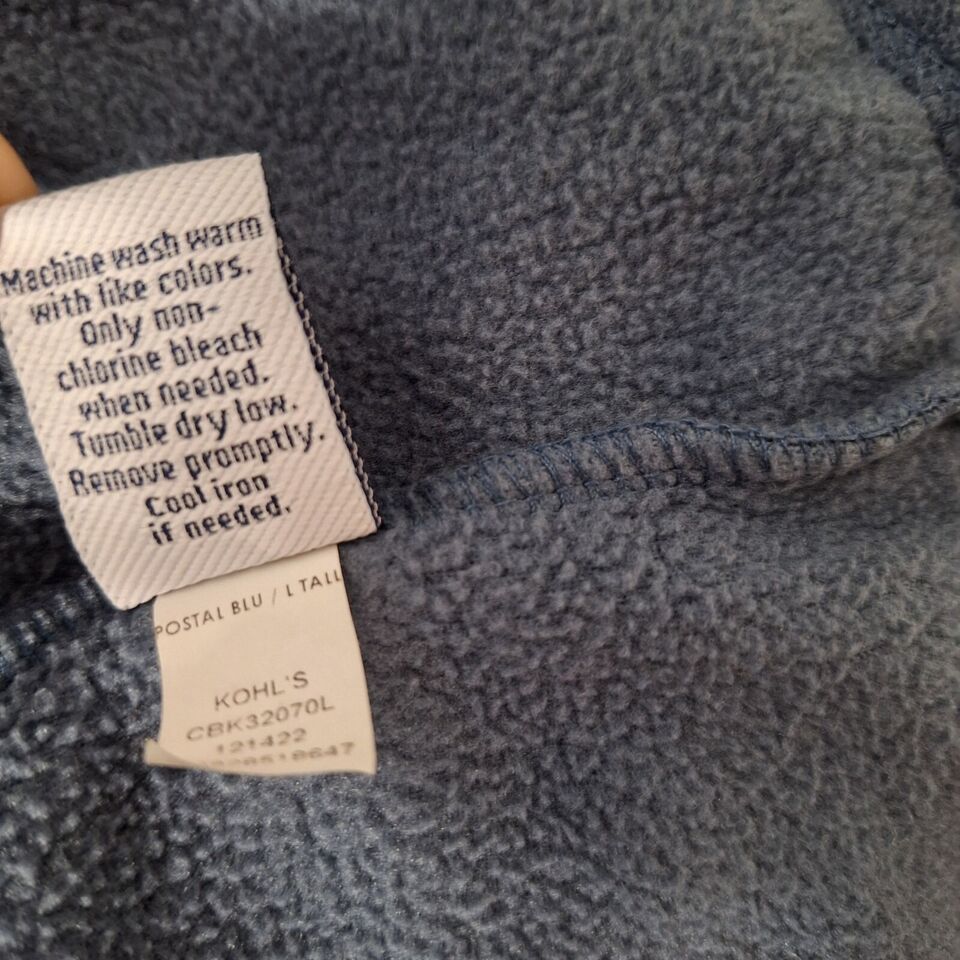 Machine wash warm
with like colors.
Only non-
chlorine bleach
when needed.
Tumble dry low.
Remove promptly.
Cool iron
if needed.
POSTAL BLU / L TALL
KOHL'S
CBK32070L
121422